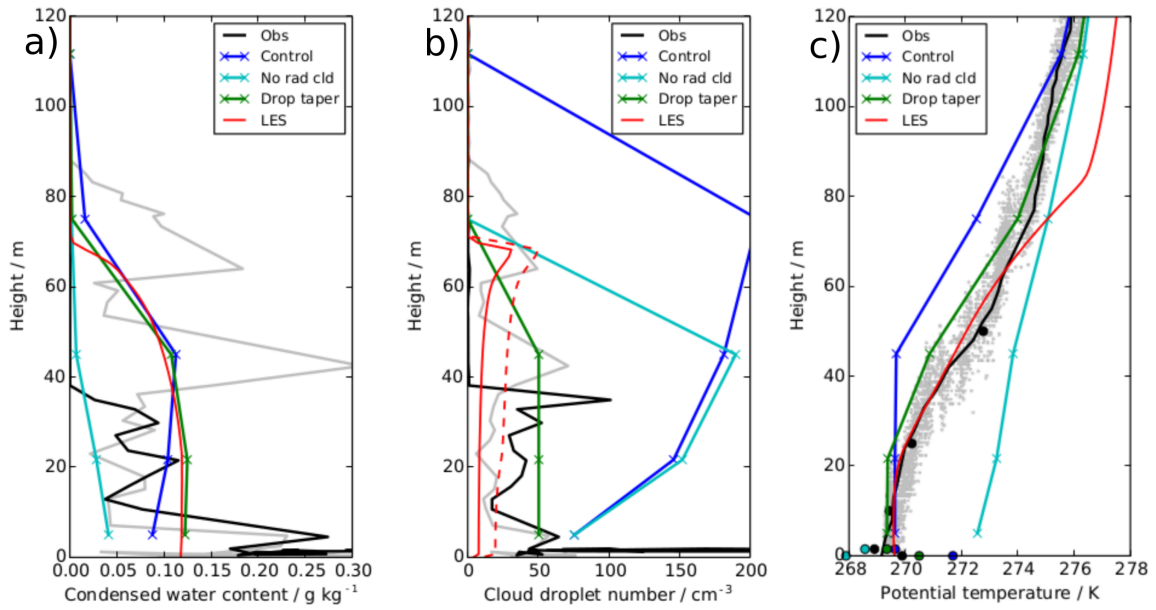 a)
Obs
Control
No rad cld
Drop taper
LES
120
100
80
60
40
20
0
Height / m
0.00 0.05 0.10 0.15 0.20 0.25 0.30
Condensed water content / g kg⁻¹
b)
Obs
Control
No rad cld
Drop taper
LES
120
100
80
60
40
20
0
Height / m
0 50 100 150 200
Cloud droplet number / cm⁻³
c)
Obs
Control
No rad cld
Drop taper
LES
120
100
80
60
40
20
0
Height / m
268 270 272 274 276 278
Potential temperature / K